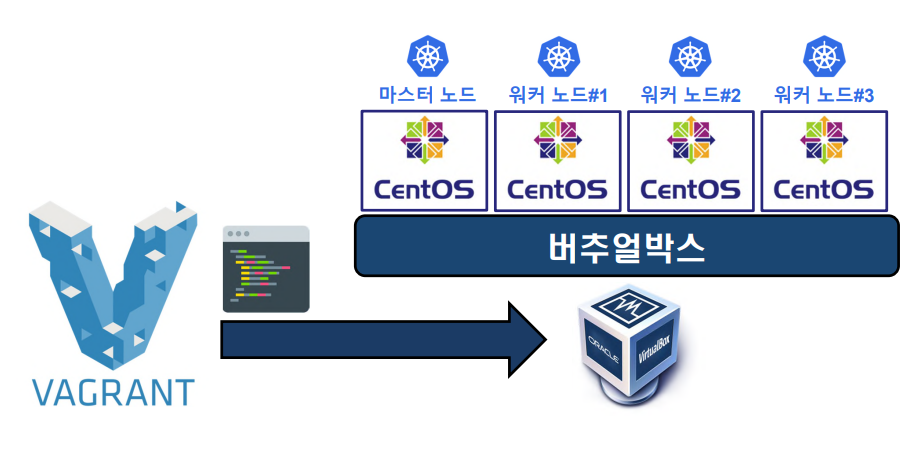 마스터 노드
워커 노드#1
워커 노드#2
워커 노드#3
CentOS
CentOS
CentOS
CentOS
버추얼박스
VAGRANT
ORACLE
VirtualBox